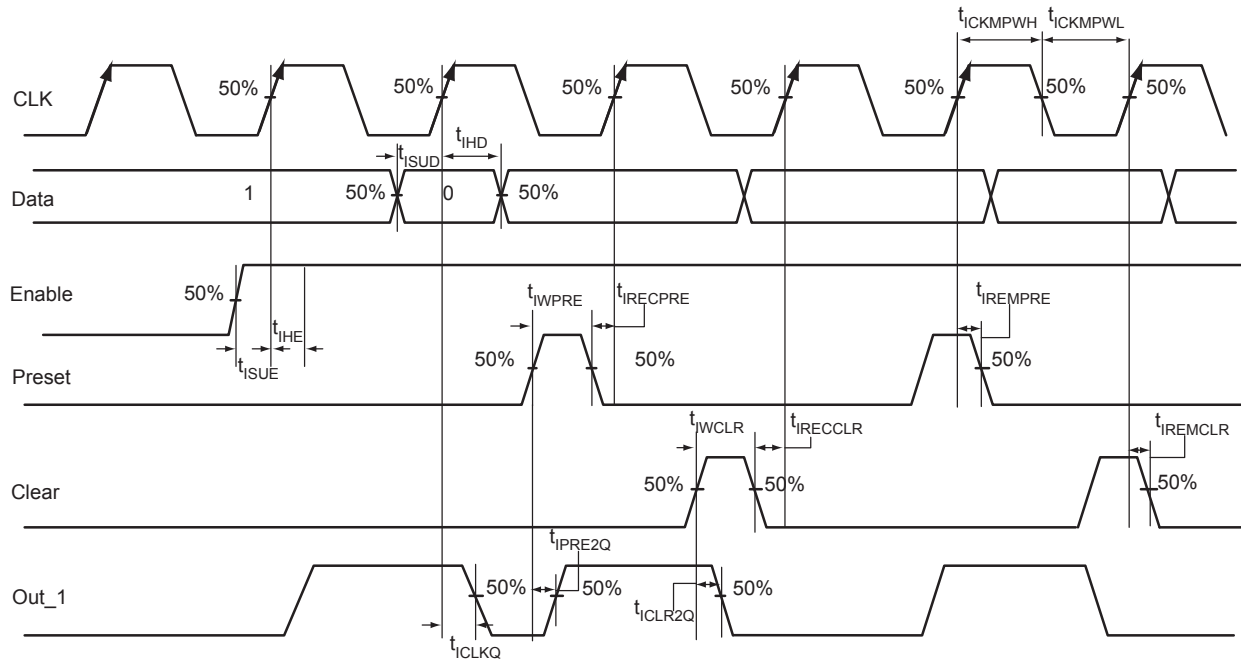 tICKMPWH tICKMPWL
CLK
50% 50% 50% 50% 50% 50% 50%
tISUD tIHD
Data
1 50% 0 50%
Enable
50%
tIHE
tISUE
tIWPRE tIRECPRE tIREMPRE
Preset
50% 50% 50%
tIWCLR tIRECCLR tIREMCLR
Clear
50% 50% 50%
tIPRE2Q
Out_1
50% 50% 50%
tICLR2Q
tICLKQ